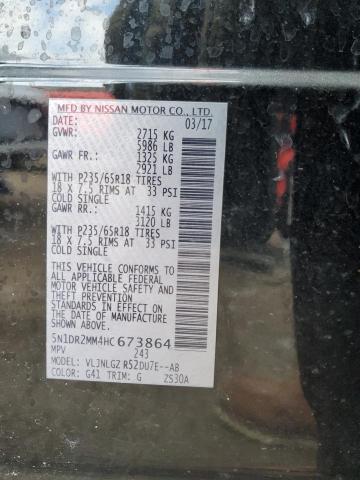 MFD BY NISSAN MOTOR CO., LTD.
DATE: 03/17
GVWR: 2715 KG
5986 LB
GAWR FR.: 1325 KG
2921 LB
WITH P235/65R18 TIRES
18 X 7.5 RIMS AT 33 PSI
COLD SINGLE
GAWR RR.: 1415 KG
3120 LB
WITH P235/65R18 TIRES
18 X 7.5 RIMS AT 33 PSI
COLD SINGLE
THIS VEHICLE CONFORMS TO
ALL APPLICABLE FEDERAL
MOTOR VEHICLE SAFETY AND
STANDARDS IN EFFECT ON
THE DATE OF MANUFACTURE
SHOWN ABOVE.
5N1DR2MM4HC673864
MPV 243
MODEL: VLJNLGZ R52DU7E--AB
COLOR: G41 TRIM: G ZS30A